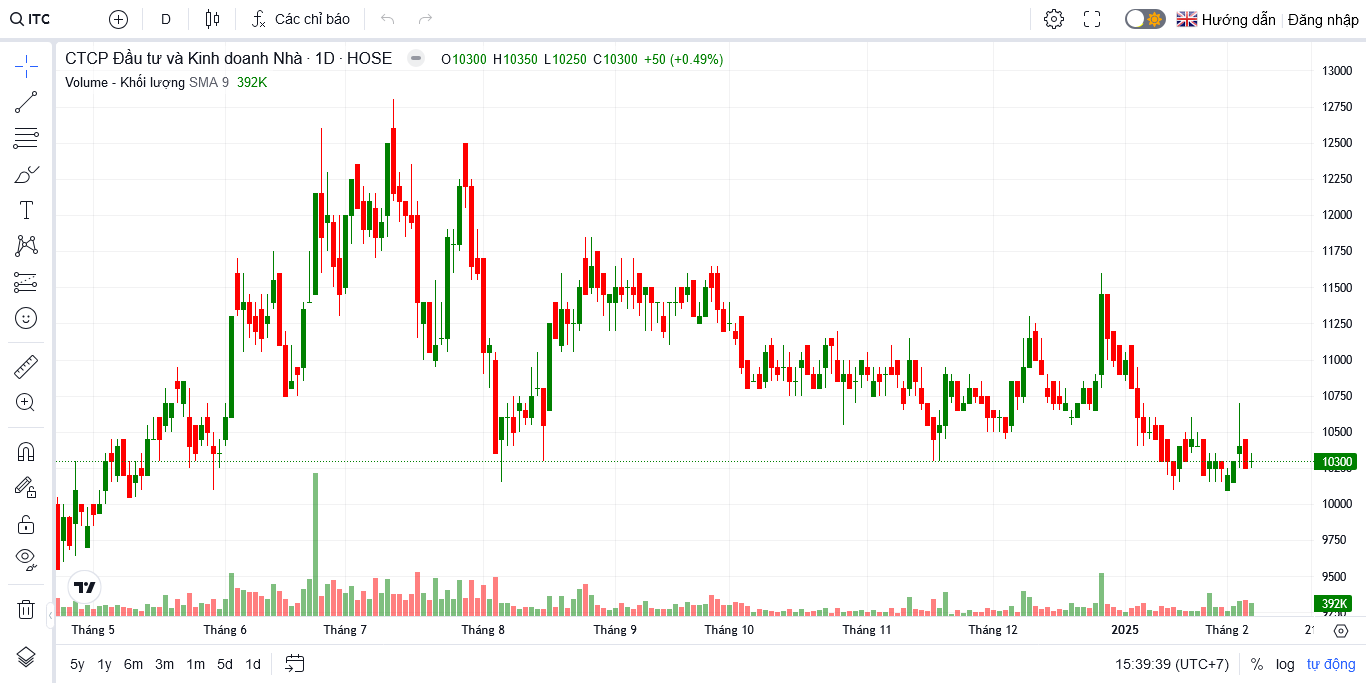 ITC
D
Các chỉ báo
Hướng dẫn
Đăng nhập
CTCP Đầu tư và Kinh doanh Nhà · 1D · HOSE
O10300 H10350 L10250 C10300 +50 (+0.49%)
Volume - Khối lượng SMA 9 392K
13000
12750
12500
12250
12000
11750
11500
11250
11000
10750
10500
10300
10250
10000
9750
9500
392K
9250
Tháng 5
Tháng 6
Tháng 7
Tháng 8
Tháng 9
Tháng 10
Tháng 11
Tháng 12
2025
Tháng 2
5y 1y 6m 3m 1m 5d 1d
15:39:39 (UTC+7)
% log tự động